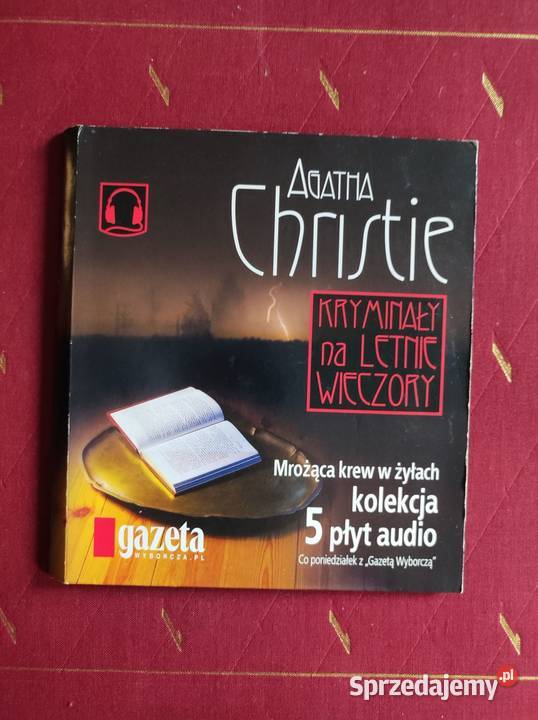 AGATHA
Christie
KRYMINAŁY
na LETNIE
WIECZORY
Mrożąca krew w żyłach
kolekcja
5 płyt audio
Co poniedziałek z „Gazetą Wyborczą"
gazeta
WYBORCZA.PL
Sprzedajemy.pl